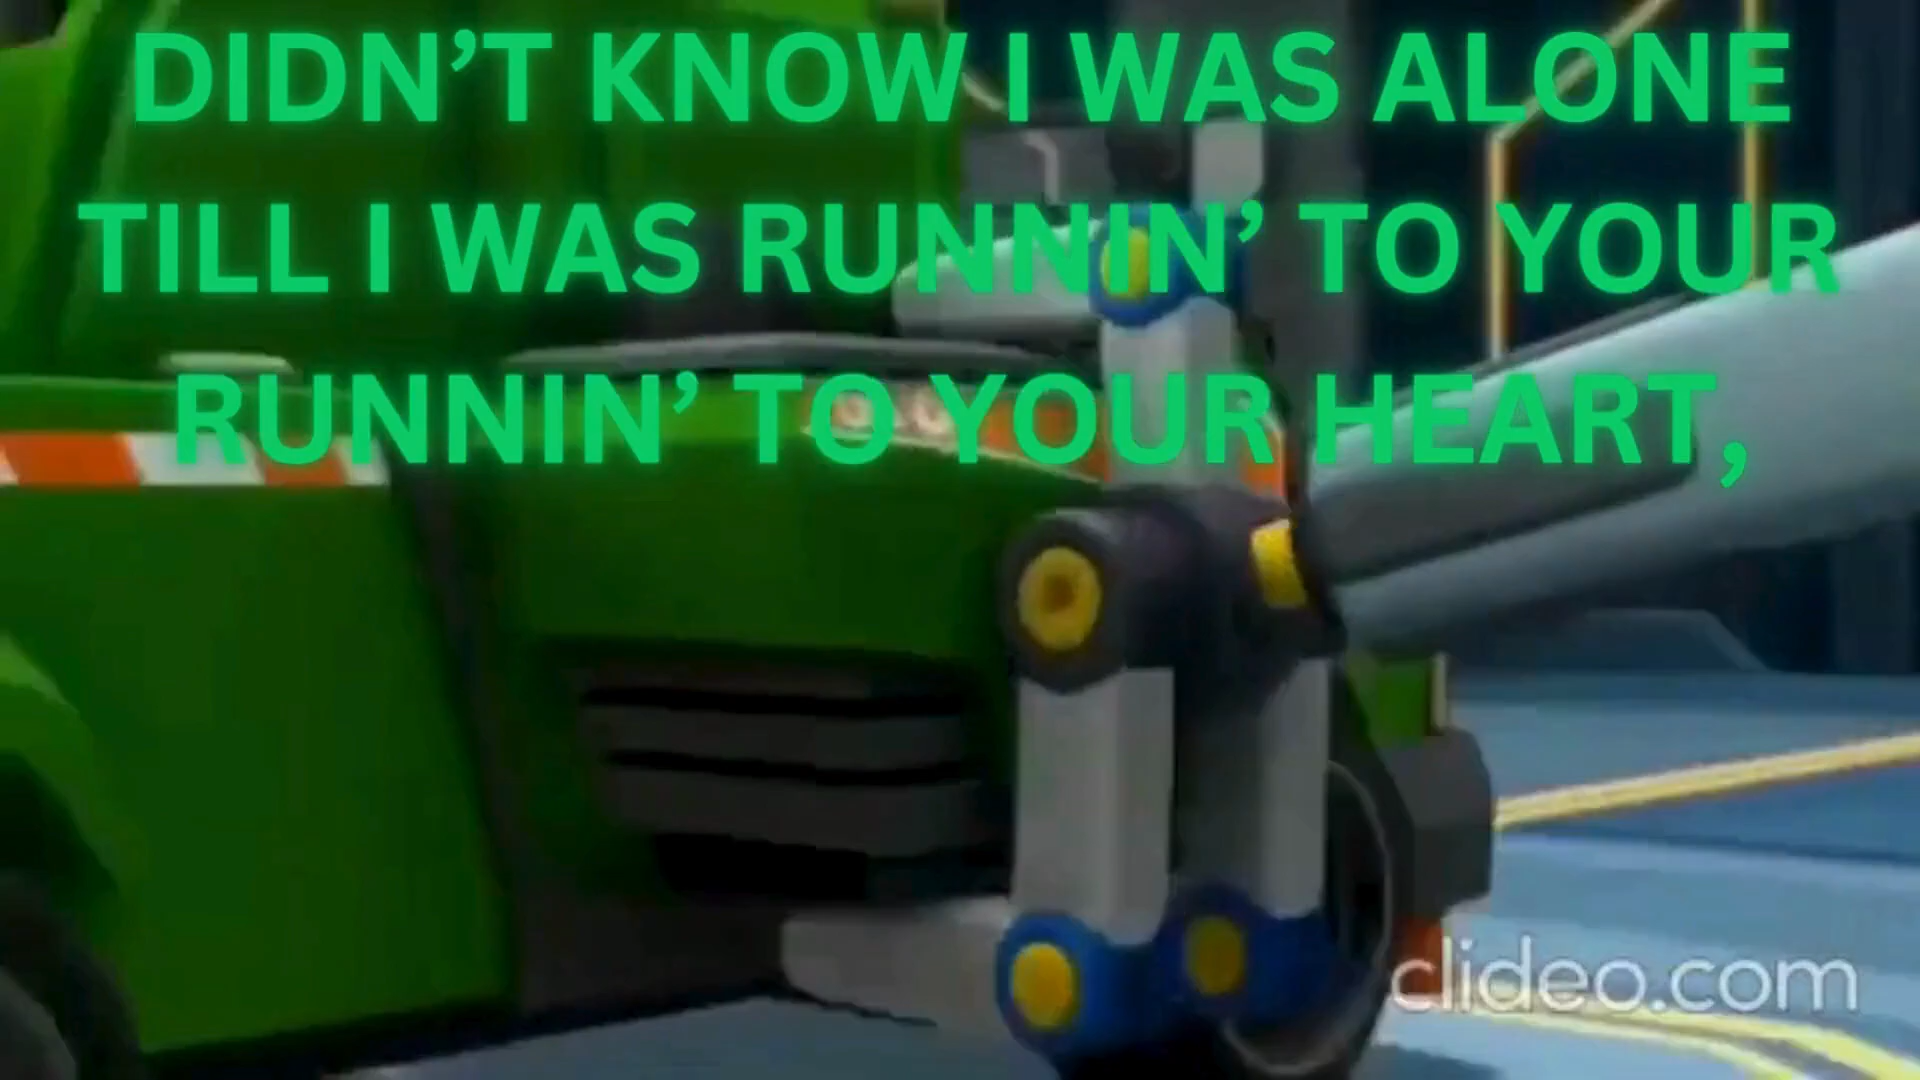 DIDN’T KNOW I WAS ALONE
TILL I WAS RUNNIN’ TO YOUR
RUNNIN’ TO YOUR HEART,
clideo.com